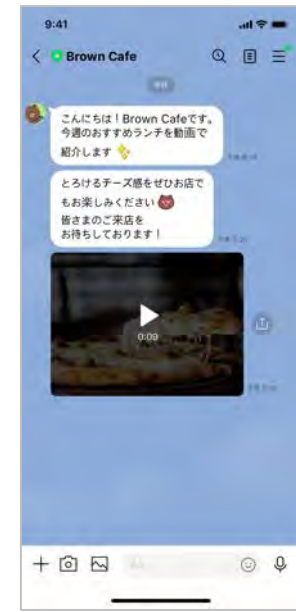 9:41
Brown Cafe
こんにちは！Brown Cafeです。
今週のおすすめランチを動画で
紹介します
とろけるチーズ感をぜひお店で
もお楽しみください
皆さまのご来店を
お待ちしております！
0:09